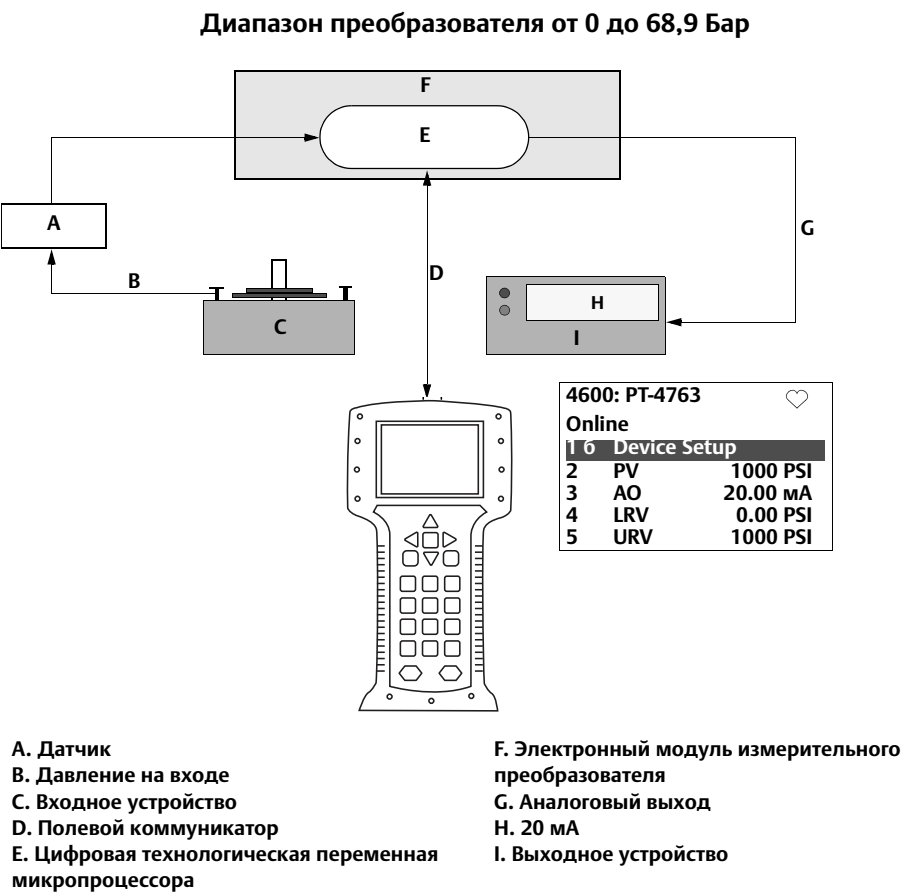 Диапазон преобразователя от 0 до 68,9 Бар
F
E
A
G
B
D
H
C
I
4600: PT-4763
Online
1 6 Device Setup
2 PV 1000 PSI
3 AO 20.00 мА
4 LRV 0.00 PSI
5 URV 1000 PSI
A. Датчик
B. Давление на входе
C. Входное устройство
D. Полевой коммуникатор
E. Цифровая технологическая переменная
микропроцессора
F. Электронный модуль измерительного
преобразователя
G. Аналоговый выход
H. 20 мА
I. Выходное устройство